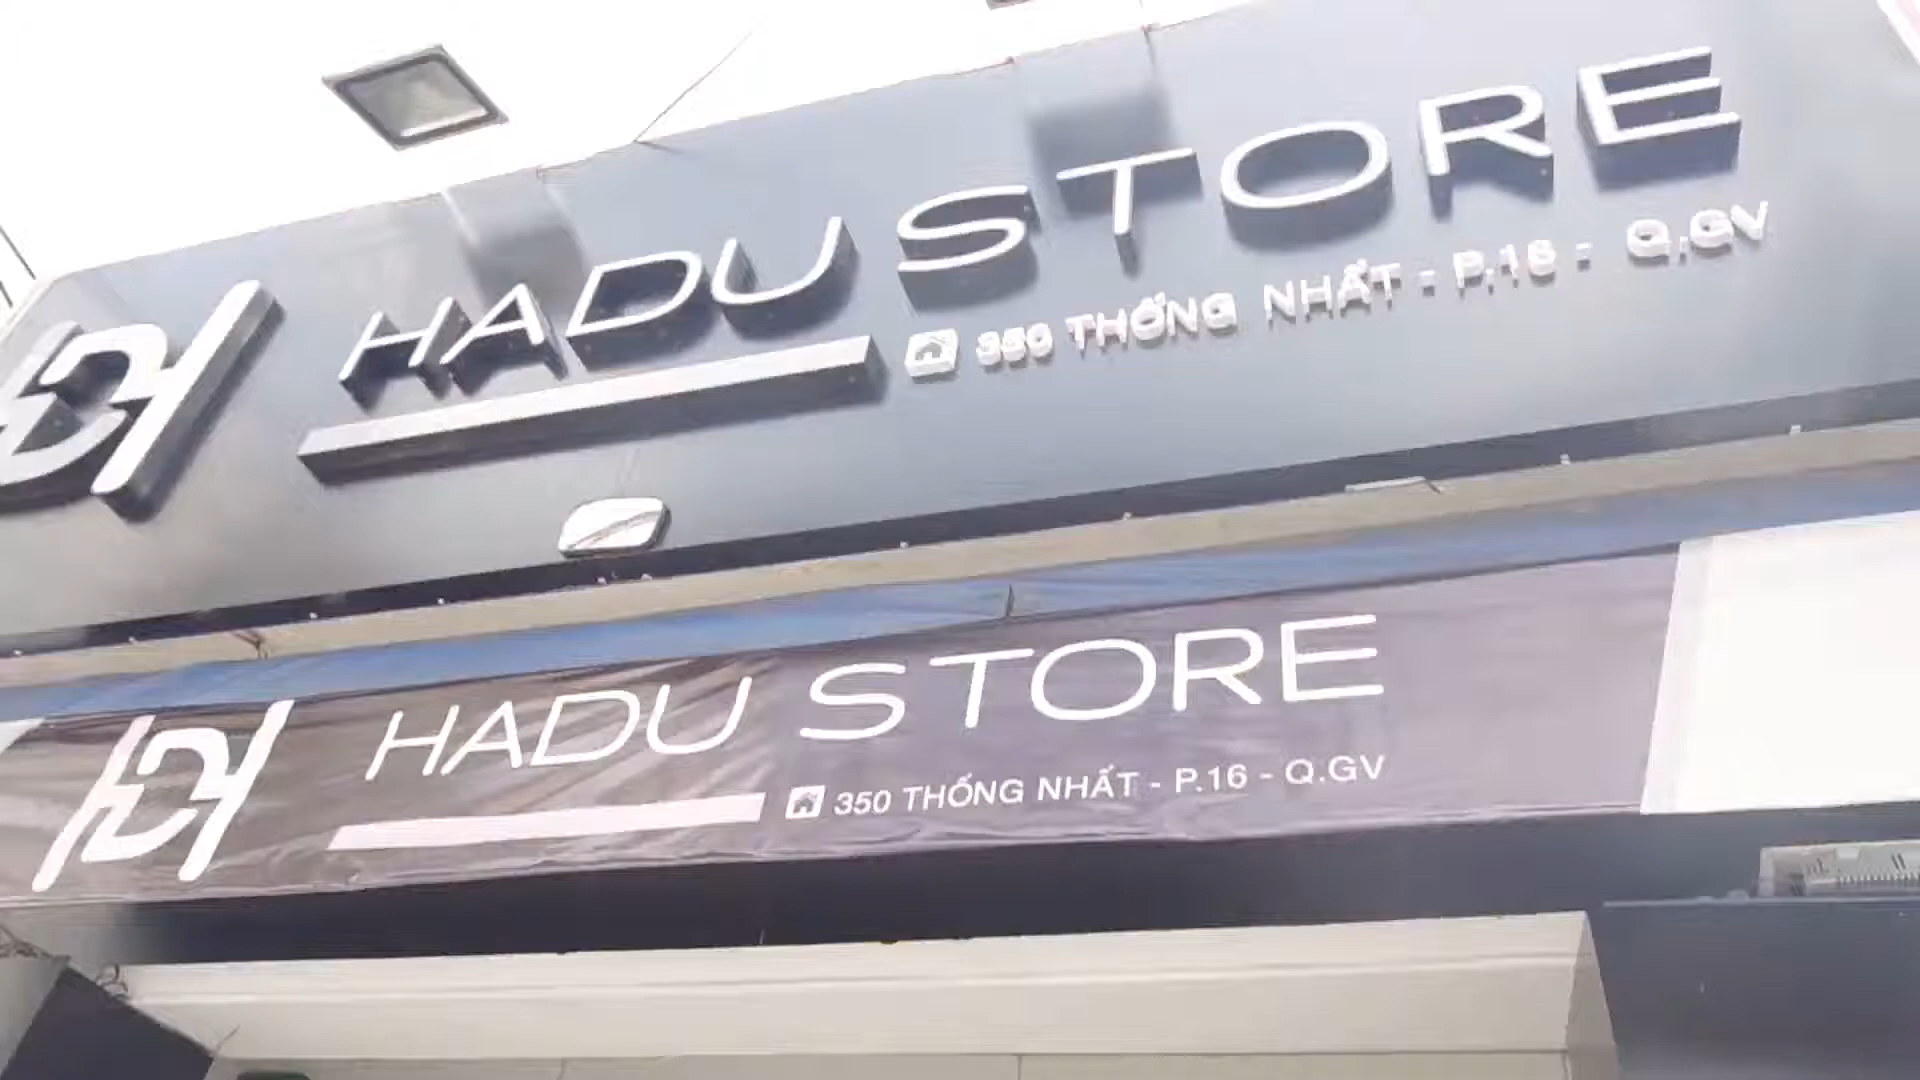 HADU STORE
350 THỐNG NHẤT - P.16 - Q.GV
HADU STORE
350 THỐNG NHẤT - P.16 - Q.GV